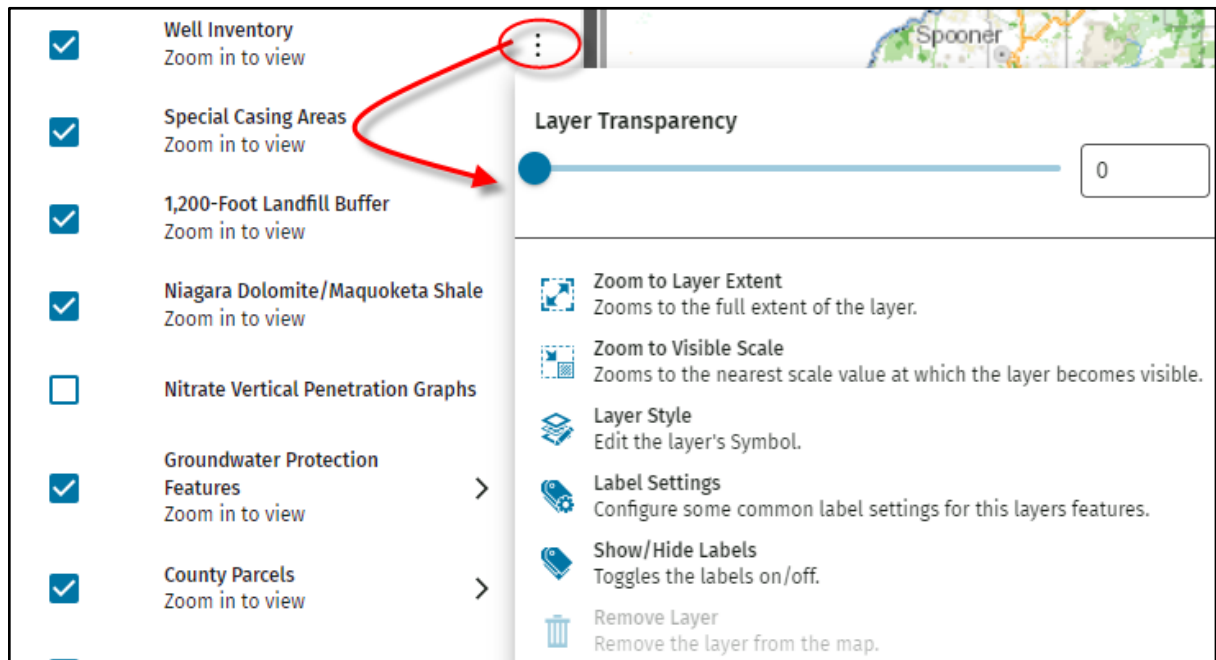 Well Inventory
Zoom in to view
Special Casing Areas
Zoom in to view
1,200-Foot Landfill Buffer
Zoom in to view
Niagara Dolomite/Maquoketa Shale
Zoom in to view
Nitrate Vertical Penetration Graphs
Groundwater Protection
Features
Zoom in to view
County Parcels
Zoom in to view
Spooner
Layer Transparency
0
Zoom to Layer Extent
Zooms to the full extent of the layer.
Zoom to Visible Scale
Zooms to the nearest scale value at which the layer becomes visible.
Layer Style
Edit the layer's Symbol.
Label Settings
Configure some common label settings for this layers features.
Show/Hide Labels
Toggles the labels on/off.
Remove Layer
Remove the layer from the map.